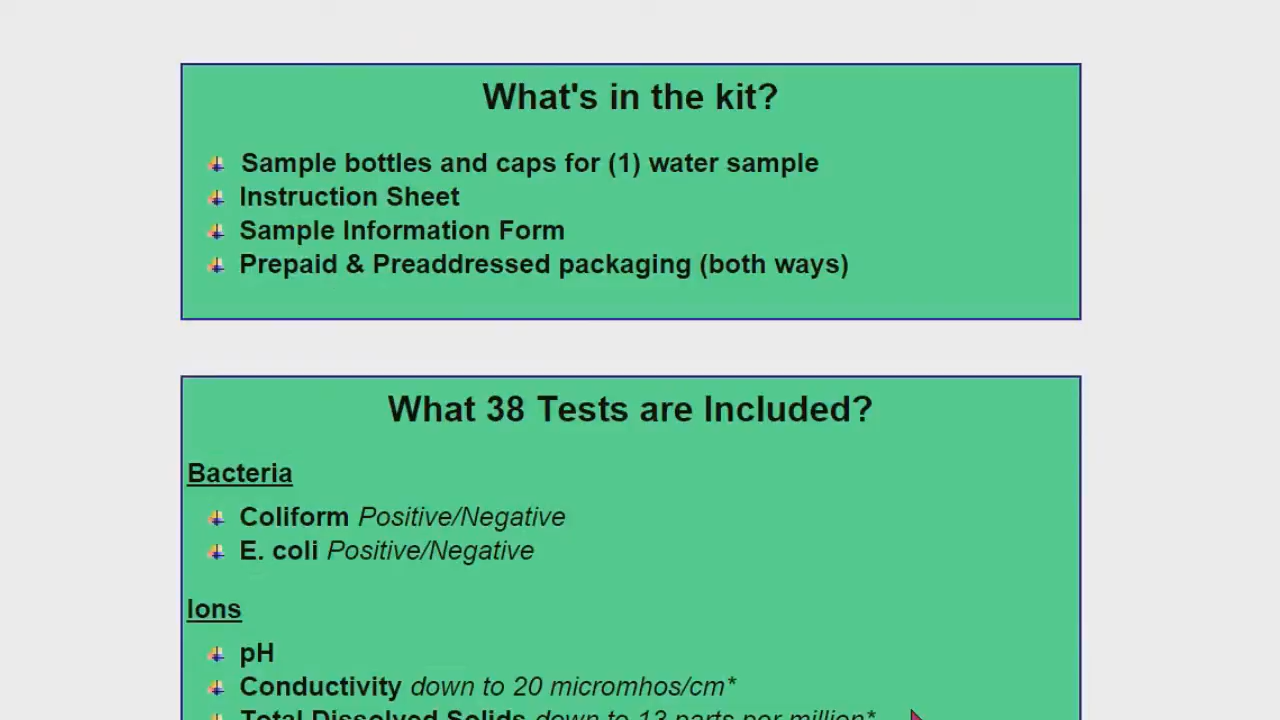 What's in the kit?
Sample bottles and caps for (1) water sample
Instruction Sheet
Sample Information Form
Prepaid & Preaddressed packaging (both ways)
What 38 Tests are Included?
Bacteria
Coliform Positive/Negative
E. coli Positive/Negative
Ions
pH
Conductivity down to 20 micromhos/cm*
Total Dissolved Solids down to 13 parts per million*